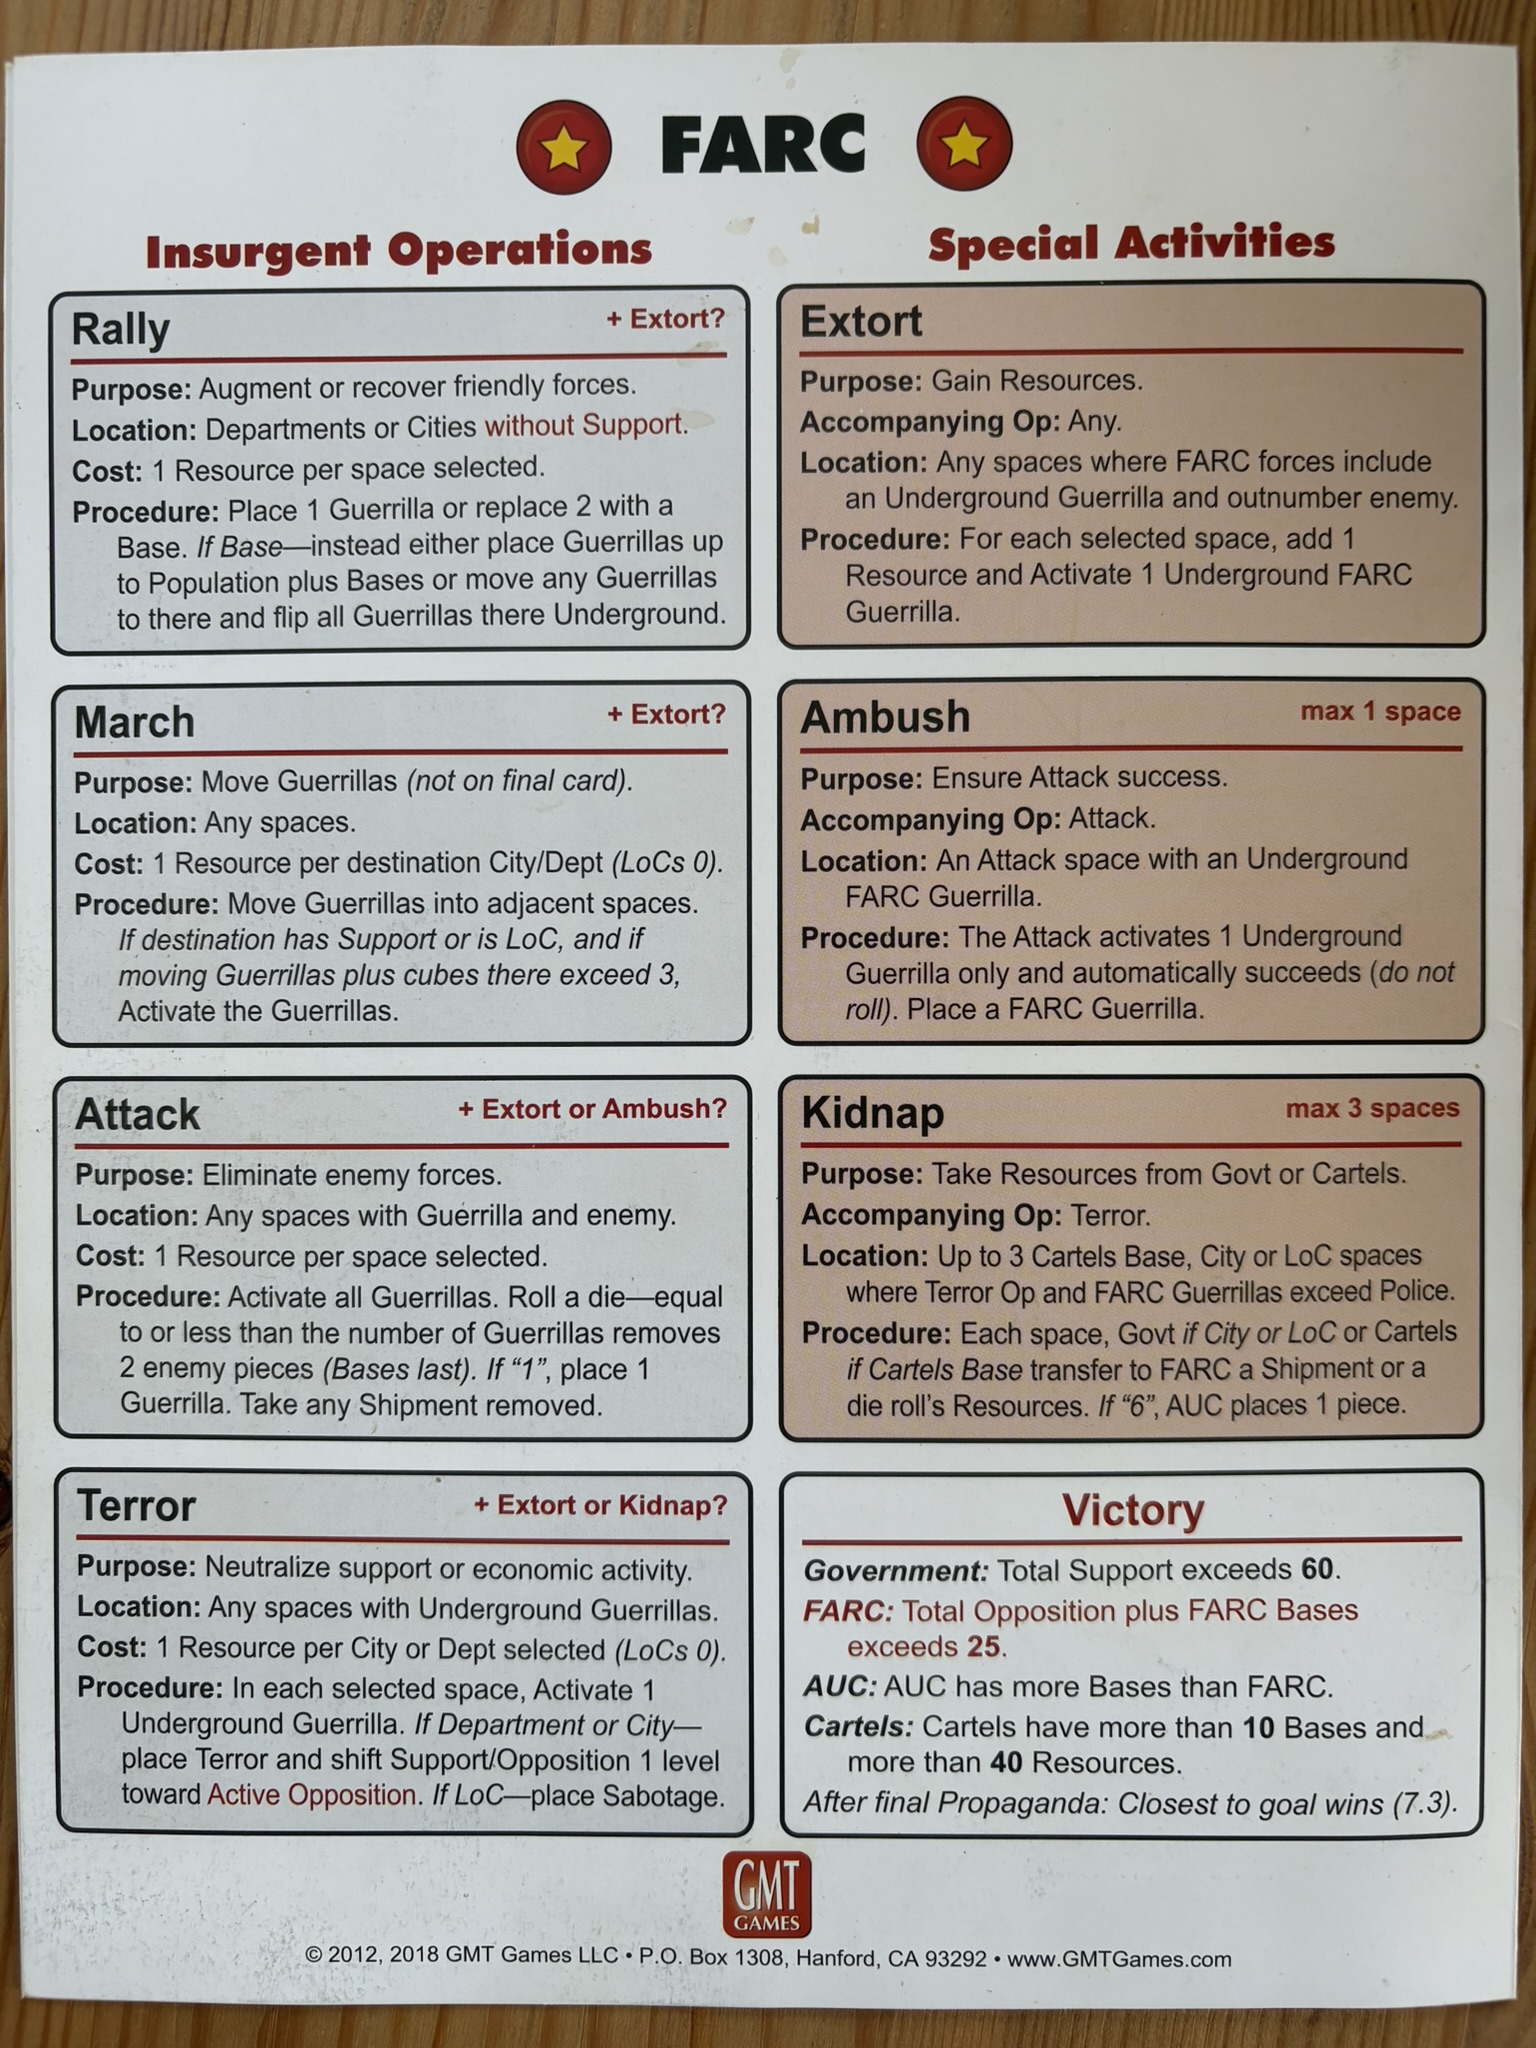 FARC
Insurgent Operations
Rally
+ Extort?
Purpose: Augment or recover friendly forces.
Location: Departments or Cities without Support.
Cost: 1 Resource per space selected.
Procedure: Place 1 Guerrilla or replace 2 with a
Base. If Base—instead either place Guerrillas up
to Population plus Bases or move any Guerrillas
to there and flip all Guerrillas there Underground.
March
+ Extort?
Purpose: Move Guerrillas (not on final card).
Location: Any spaces.
Cost: 1 Resource per destination City/Dept (LoCs 0).
Procedure: Move Guerrillas into adjacent spaces.
If destination has Support or is LoC, and if
moving Guerrillas plus cubes there exceed 3,
Activate the Guerrillas.
Attack
+ Extort or Ambush?
Purpose: Eliminate enemy forces.
Location: Any spaces with Guerrilla and enemy.
Cost: 1 Resource per space selected.
Procedure: Activate all Guerrillas. Roll a die—equal
to or less than the number of Guerrillas removes
2 enemy pieces (Bases last). If “1”, place 1
Guerrilla. Take any Shipment removed.
Terror
+ Extort or Kidnap?
Purpose: Neutralize support or economic activity.
Location: Any spaces with Underground Guerrillas.
Cost: 1 Resource per City or Dept selected (LoCs 0).
Procedure: In each selected space, Activate 1
Underground Guerrilla. If Department or City—
place Terror and shift Support/Opposition 1 level
toward Active Opposition. If LoC—place Sabotage.
Special Activities
Extort
Purpose: Gain Resources.
Accompanying Op: Any.
Location: Any spaces where FARC forces include
an Underground Guerrilla and outnumber enemy.
Procedure: For each selected space, add 1
Resource and Activate 1 Underground FARC
Guerrilla.
Ambush
max 1 space
Purpose: Ensure Attack success.
Accompanying Op: Attack.
Location: An Attack space with an Underground
FARC Guerrilla.
Procedure: The Attack activates 1 Underground
Guerrilla only and automatically succeeds (do not
roll). Place a FARC Guerrilla.
Kidnap
max 3 spaces
Purpose: Take Resources from Govt or Cartels.
Accompanying Op: Terror.
Location: Up to 3 Cartels Base, City or LoC spaces
where Terror Op and FARC Guerrillas exceed Police.
Procedure: Each space, Govt if City or LoC or Cartels
if Cartels Base transfer to FARC a Shipment or a
die roll’s Resources. If “6”, AUC places 1 piece.
Victory
Government: Total Support exceeds 60.
FARC: Total Opposition plus FARC Bases
exceeds 25.
AUC: AUC has more Bases than FARC.
Cartels: Cartels have more than 10 Bases and
more than 40 Resources.
After final Propaganda: Closest to goal wins (7.3).
GMT
GAMES
© 2012, 2018 GMT Games LLC • P.O. Box 1308, Hanford, CA 93292 • www.GMTGames.com